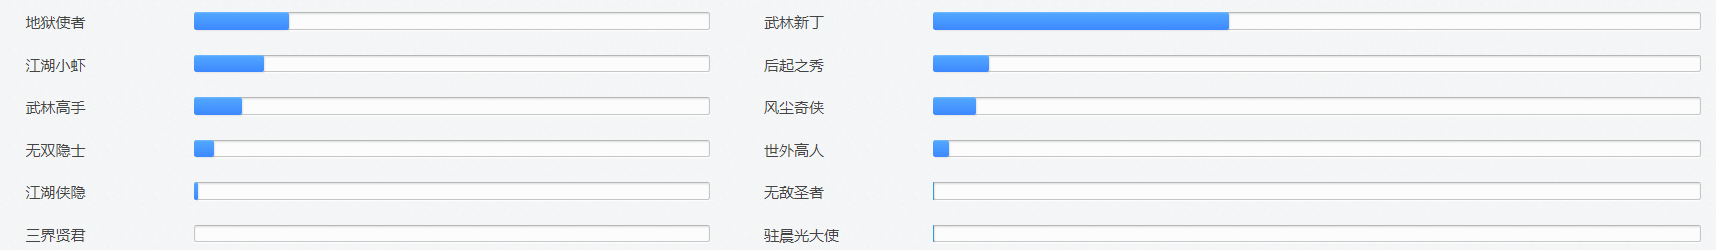 地狱使者
武林新丁
江湖小虾
后起之秀
武林高手
风尘奇侠
无双隐士
世外高人
江湖侠隐
无敌圣者
三界贤君
驻晨光大使